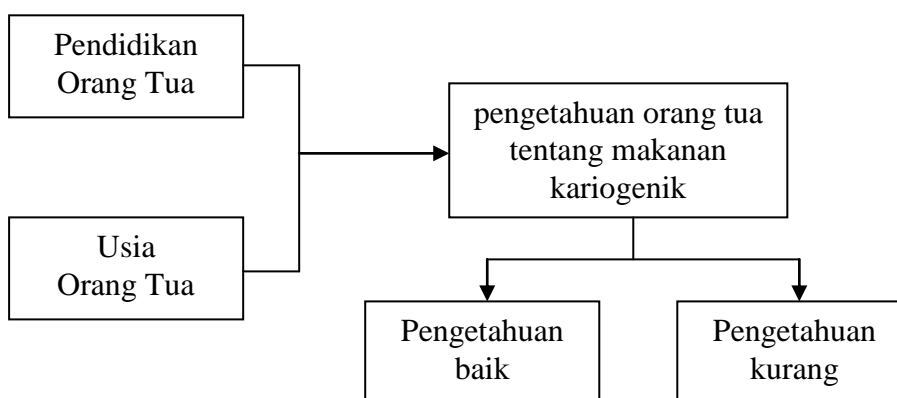 Pendidikan
Orang Tua
pengetahuan orang tua
tentang makanan
kariogenik
Usia
Orang Tua
Pengetahuan
baik
Pengetahuan
kurang